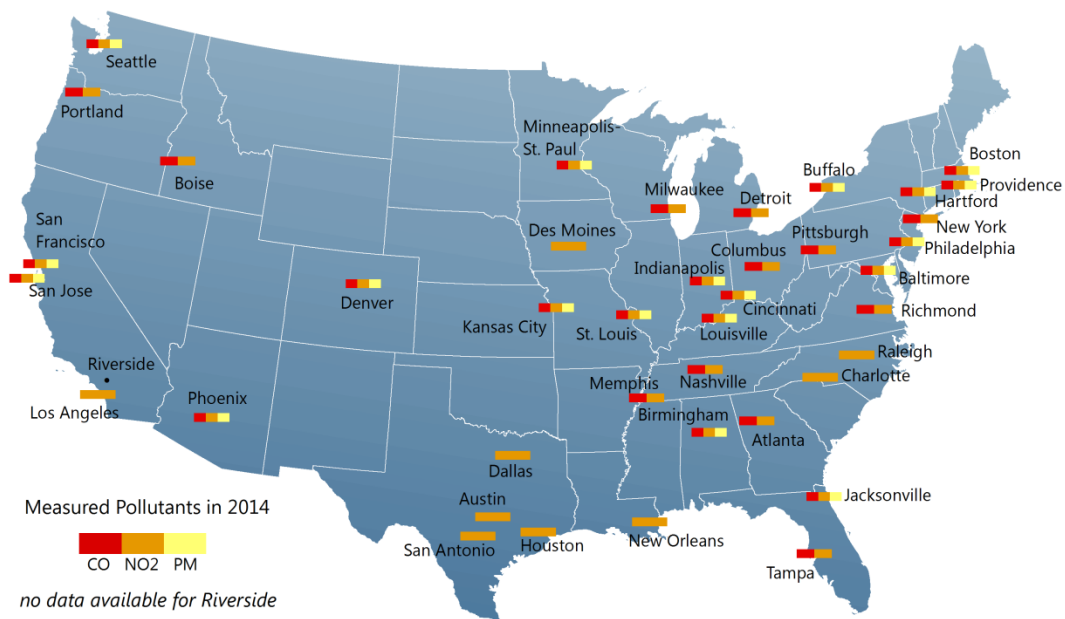 Seattle
Portland
Boise
Minneapolis-
St. Paul
Milwaukee
Detroit
Buffalo
Boston
Providence
Hartford
New York
Philadelphia
Pittsburgh
Columbus
Des Moines
Indianapolis
Baltimore
San
Francisco
San Jose
Denver
Kansas City
St. Louis
Cincinnati
Louisville
Richmond
Raleigh
Charlotte
Riverside
Los Angeles
Phoenix
Memphis
Nashville
Birmingham
Atlanta
Dallas
Austin
San Antonio
Houston
New Orleans
Jacksonville
Tampa
Measured Pollutants in 2014
CO NO2 PM
no data available for Riverside